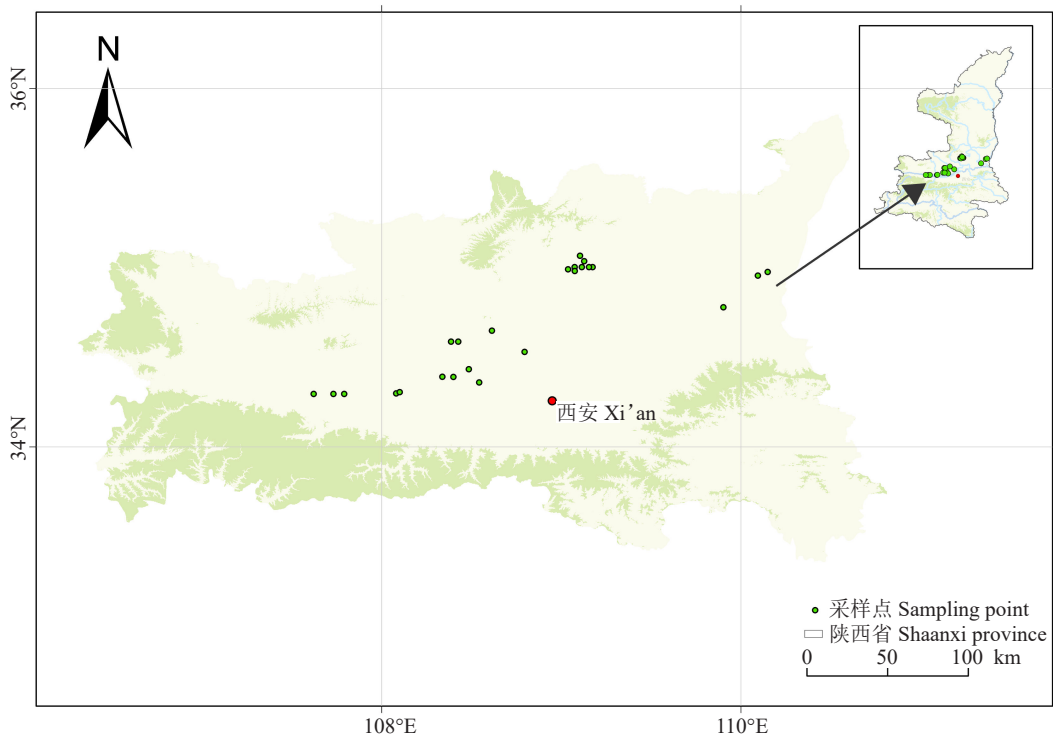 N
36°N
34°N
西安 Xi’an
采样点 Sampling point
陕西省 Shaanxi province
0 50 100 km
108°E 110°E